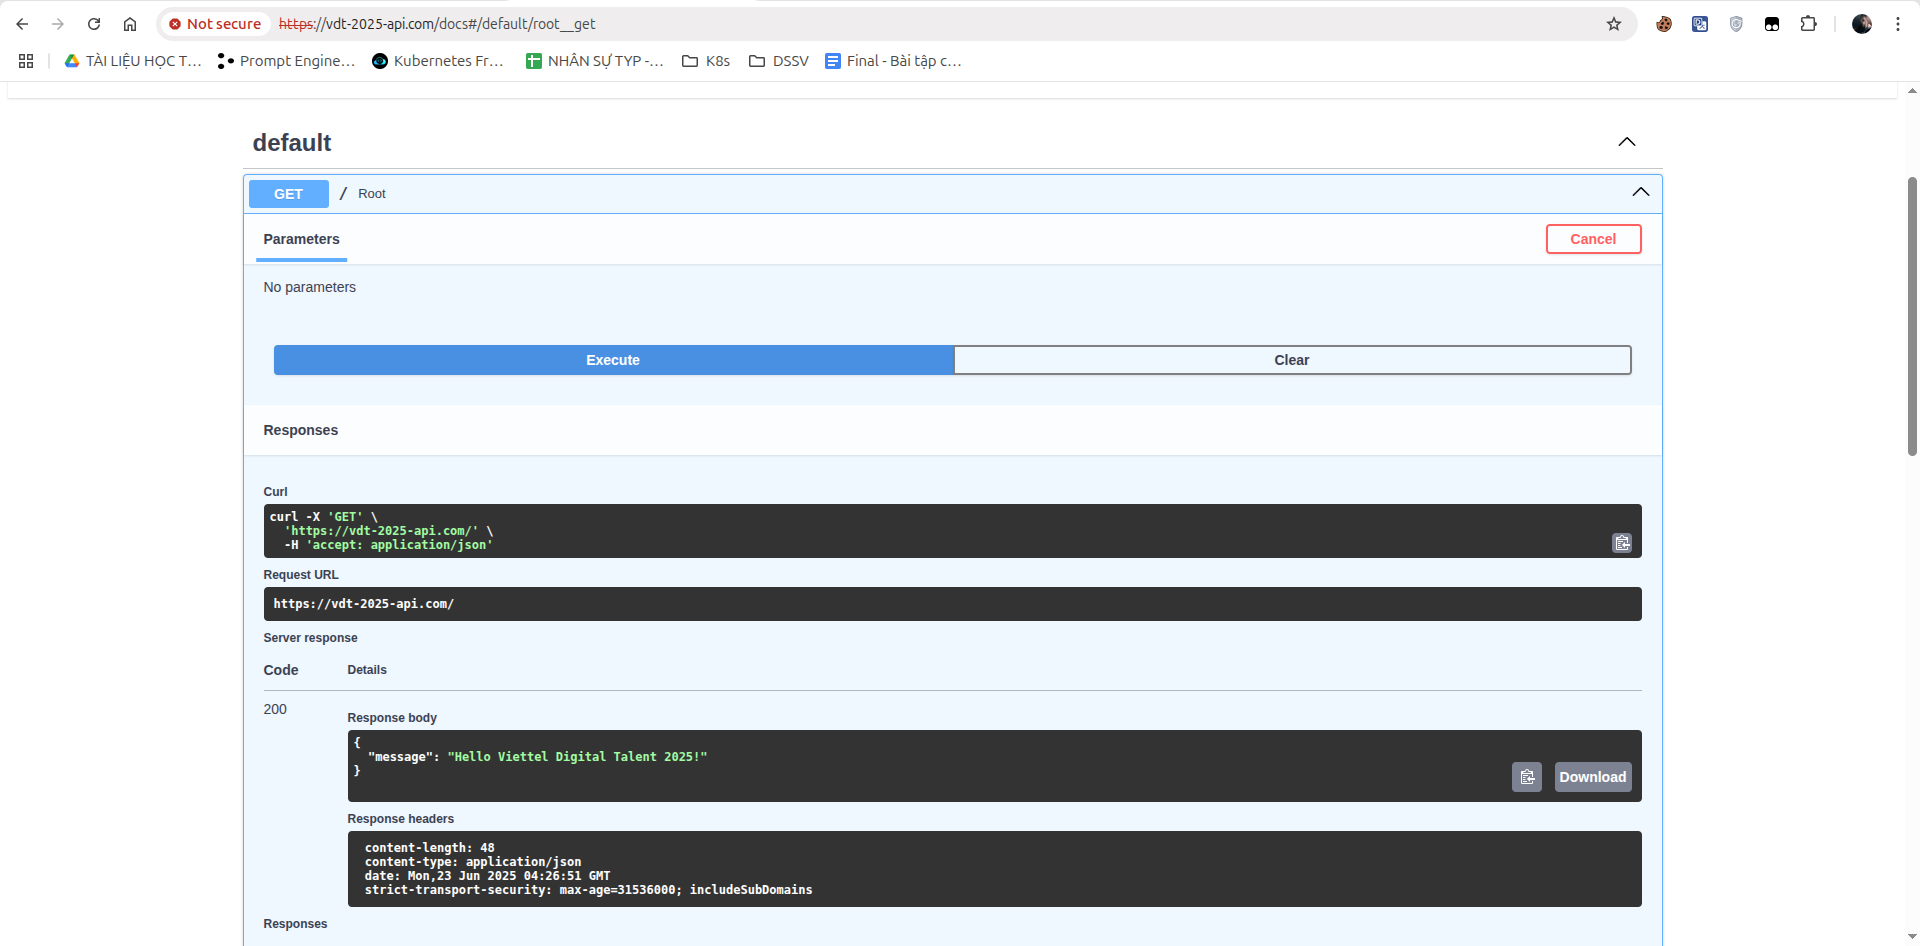 Not secure https://vdt-2025-api.com/docs#/default/root__get
TÀI LIỆU HỌC T... Prompt Engine... Kubernetes Fr... NHÂN SỰ TYP -... K8s DSSV Final - Bài tập c...
default
GET / Root
Parameters Cancel
No parameters
Execute Clear
Responses
Curl
curl -X 'GET' \
'https://vdt-2025-api.com/' \
-H 'accept: application/json'
Request URL
https://vdt-2025-api.com/
Server response
Code Details
200
Response body
{
"message": "Hello Viettel Digital Talent 2025!"
}
Download
Response headers
content-length: 48
content-type: application/json
date: Mon,23 Jun 2025 04:26:51 GMT
strict-transport-security: max-age=31536000; includeSubDomains
Responses